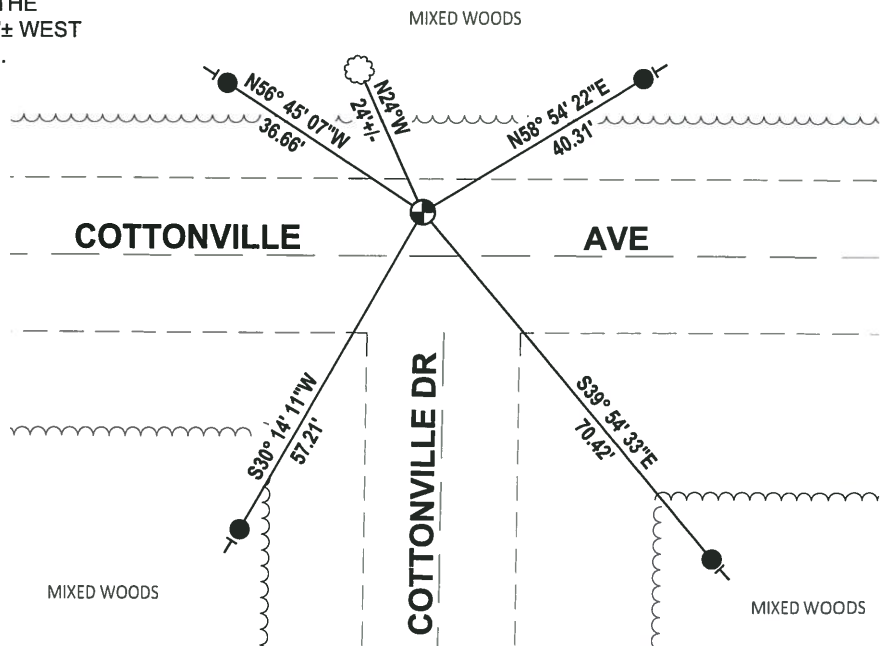 THE
'± WEST
.
MIXED WOODS
N56° 45' 07"W
36.66'
N24°W
24'+/-
N58° 54' 22"E
40.31'
COTTONVILLE AVE
COTTONVILLE DR
S30° 14' 11"W
57.21'
S39° 54' 33"E
70.42'
MIXED WOODS
MIXED WOODS